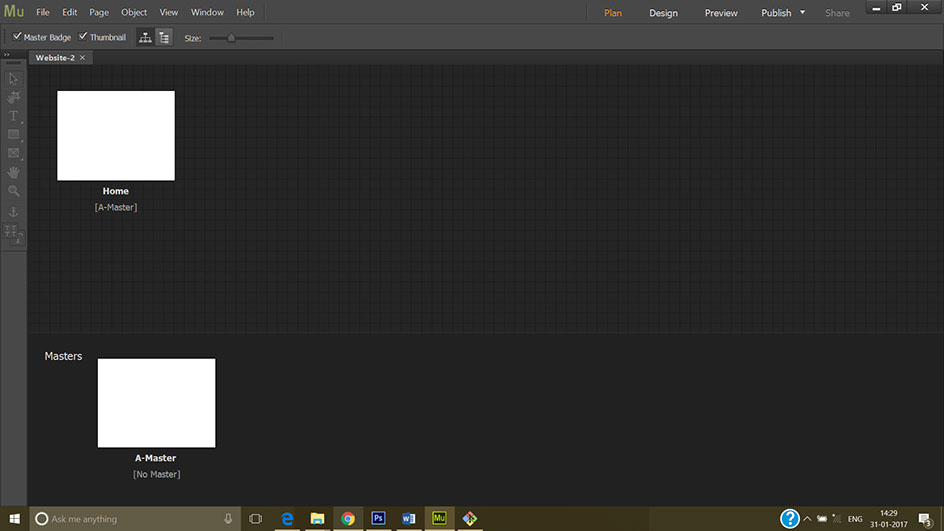 Mu File Edit Page Object View Window Help Plan Design Preview Publish Share
Master Badge Thumbnail Size:
Website-2
Home
[A-Master]
Masters
A-Master
[No Master]
Ask me anything
Ps
Mu
ENG
14:29
31-01-2017
3